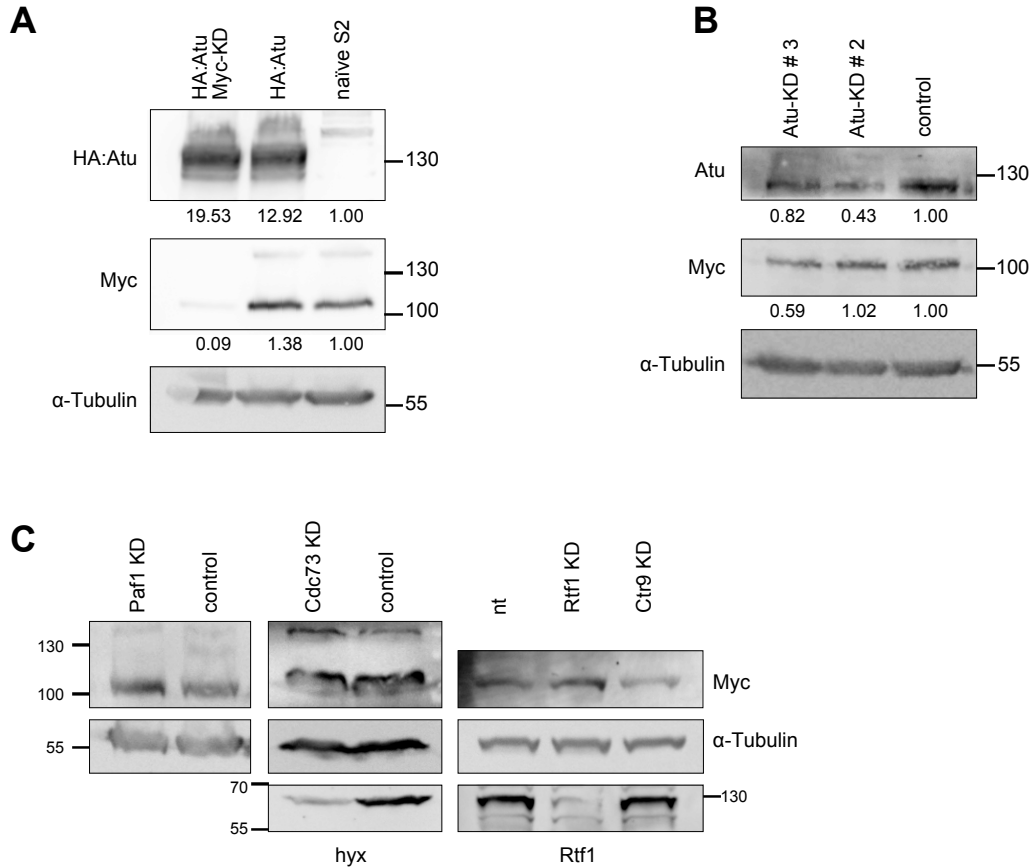 A
HA:Atu
Myc-KD
HA:Atu
naïve S2
HA:Atu
130
19.53 12.92 1.00
Myc
130
100
0.09 1.38 1.00
α-Tubulin
55
B
Atu-KD # 3
Atu-KD # 2
control
Atu
130
0.82 0.43 1.00
Myc
100
0.59 1.02 1.00
α-Tubulin
55
C
Paf1 KD
control
Cdc73 KD
control
nt
Rtf1 KD
Ctr9 KD
130
100
Myc
55
α-Tubulin
70
55
130
hyx
Rtf1